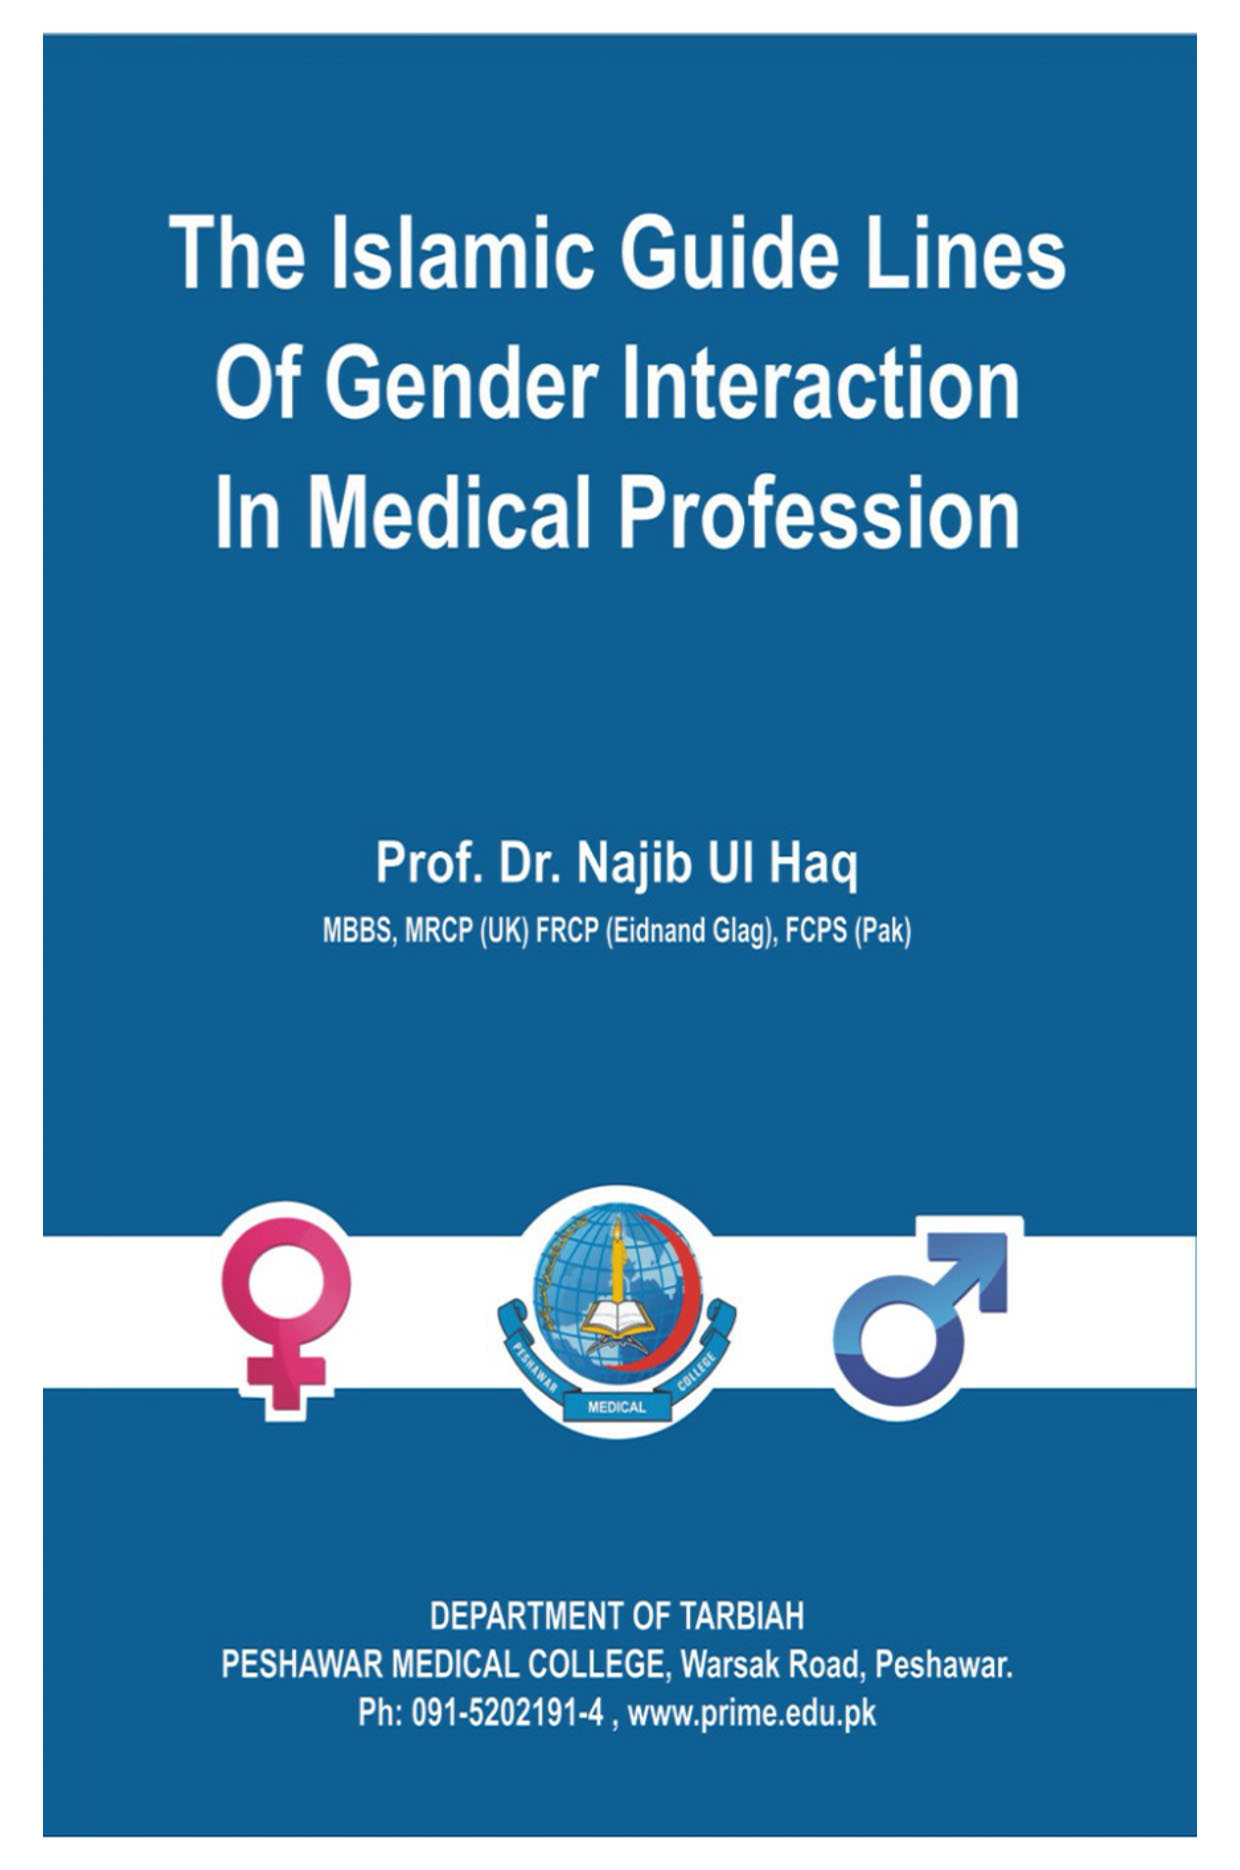 The Islamic Guide Lines
Of Gender Interaction
In Medical Profession
Prof. Dr. Najib Ul Haq
MBBS, MRCP (UK) FRCP (Eidnand Glag), FCPS (Pak)
PESHAWAR
MEDICAL
COLLEGE
DEPARTMENT OF TARBIAH
PESHAWAR MEDICAL COLLEGE, Warsak Road, Peshawar.
Ph: 091-5202191-4 , www.prime.edu.pk